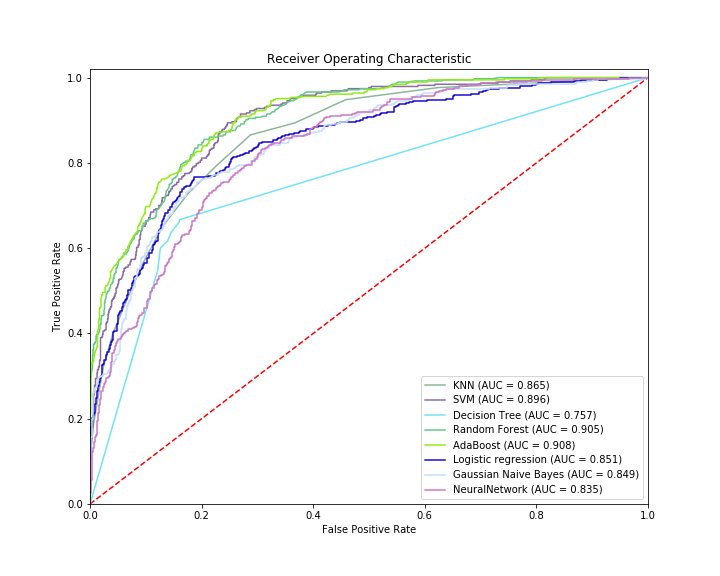 Receiver Operating Characteristic
True Positive Rate
1.0
0.8
0.6
0.4
0.2
0.0
KNN (AUC = 0.865)
SVM (AUC = 0.896)
Decision Tree (AUC = 0.757)
Random Forest (AUC = 0.905)
AdaBoost (AUC = 0.908)
Logistic regression (AUC = 0.851)
Gaussian Naive Bayes (AUC = 0.849)
NeuralNetwork (AUC = 0.835)
0.0 0.2 0.4 0.6 0.8 1.0
False Positive Rate